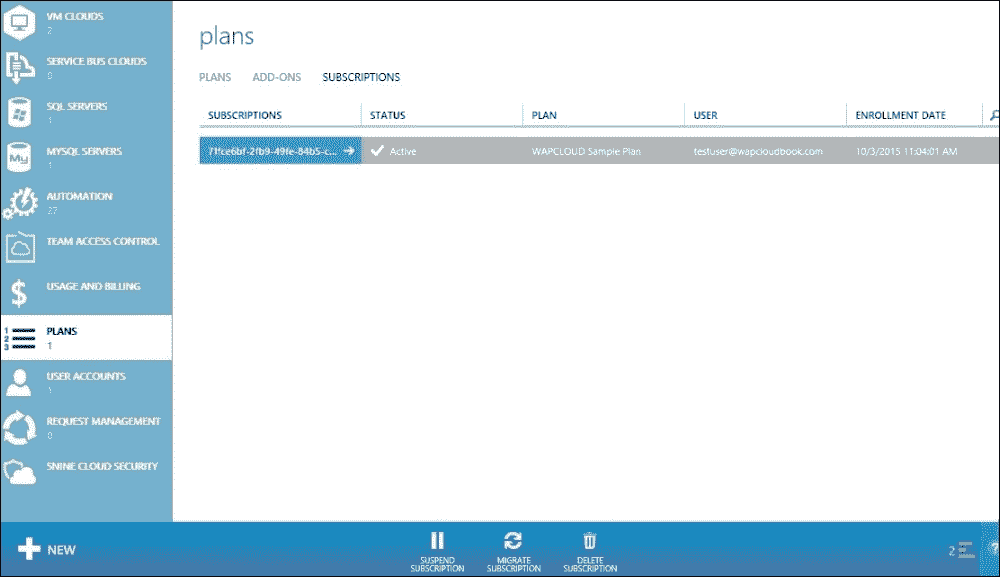 VM CLOUDS
2
SERVICE BUS CLOUDS
0
SQL SERVERS
1
MYSQL SERVERS
1
AUTOMATION
27
TEAM ACCESS CONTROL
USAGE AND BILLING
PLANS
1
USER ACCOUNTS
1
REQUEST MANAGEMENT
0
5NINE CLOUD SECURITY
plans
PLANS ADD-ONS SUBSCRIPTIONS
SUBSCRIPTIONS STATUS PLAN USER ENROLLMENT DATE
71fce6bf-2fb9-49fe-84b5-c... Active WAPCLOUD Sample Plan testuser@wapcloudbook.com 10/3/2015 11:04:01 AM
NEW
SUSPEND
SUBSCRIPTION
MIGRATE
SUBSCRIPTION
DELETE
SUBSCRIPTION
2